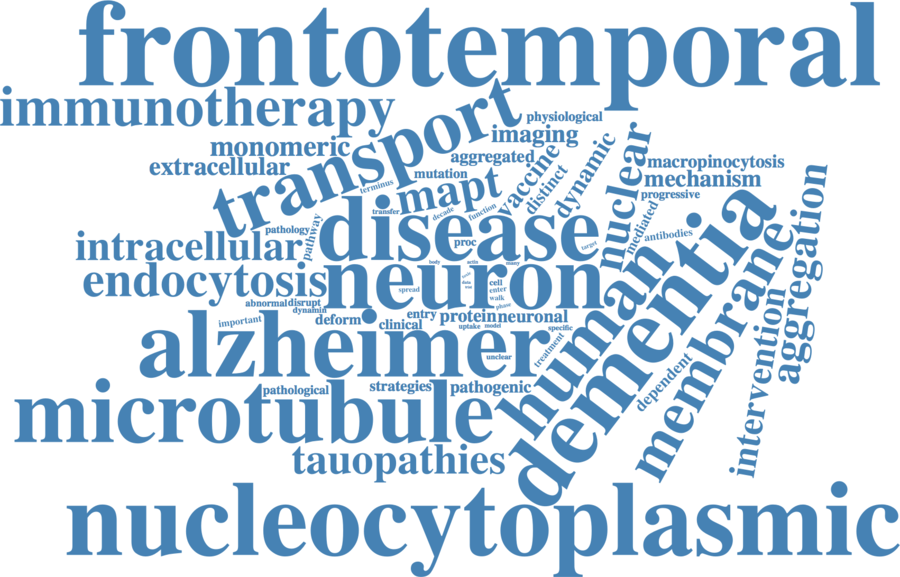 frontotemporal
immunotherapy
transport
physiological
imaging
monomeric
extracellular
aggregated
vaccine
distinct
dynamic
nuclear
macropinocytosis
mechanism
progressive
mutation
terminus
mapt
transfer
decade
function
mediated
antibodies
target
pathology
pathway
disease
proc
intracellular
endocytosis
neuron
body
actin
many
spread
cell
enter
walk
phase
human
dementia
membrane
aggregation
intervention
abnormal
disrupt
dynamin
important
deform
clinical
entry
protein
neuronal
uptake
model
specific
alzheimer
unclear
treatment
dependent
microtubule
pathological
strategies
pathogenic
tauopathies
nucleocytoplasmic